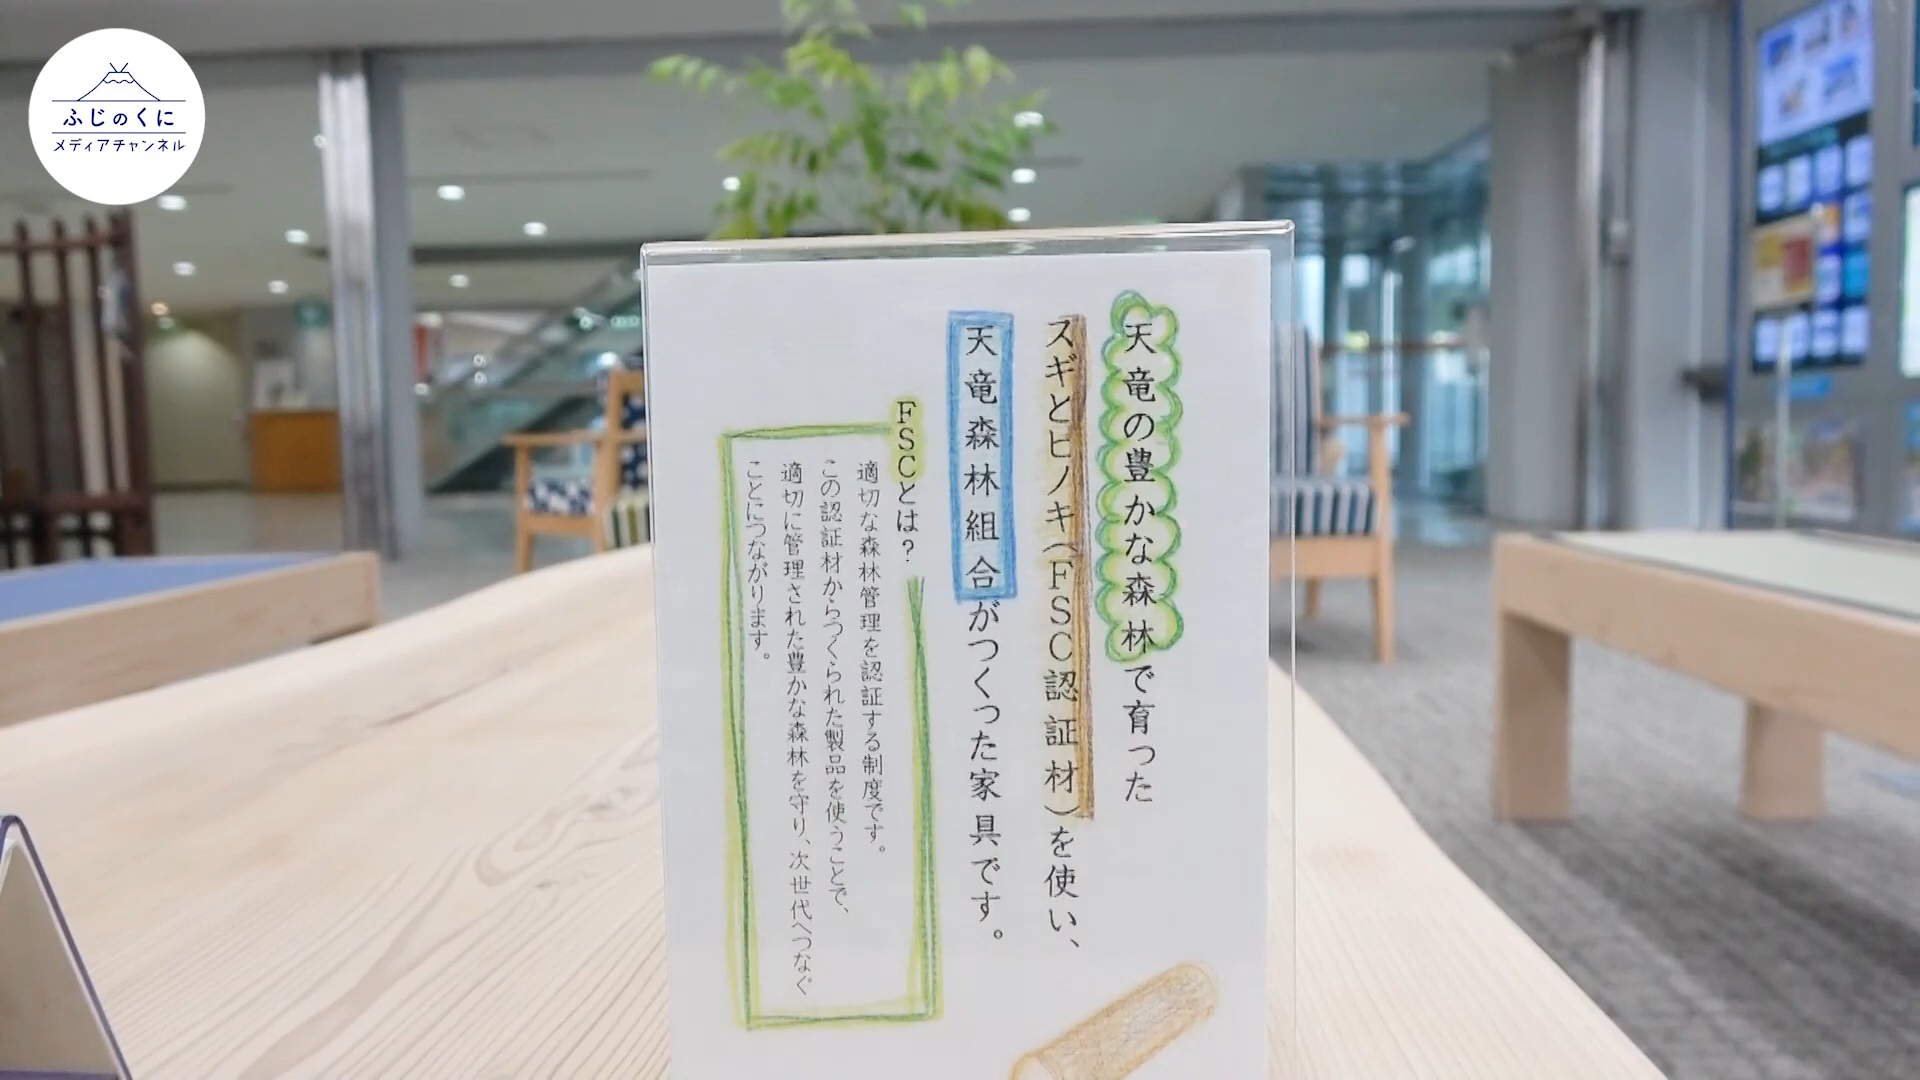 ふじのくに
メディアチャンネル
天竜の豊かな森林で育った
スギとヒノキ（FSC認証材）を使い、
天竜森林組合がつくった家具です。
FSCとは？
適切な森林管理を認証する制度です。
この認証材からつくられた製品を使うことで、
適切に管理された豊かな森林を守り、次世代へつなぐ
ことにつながります。